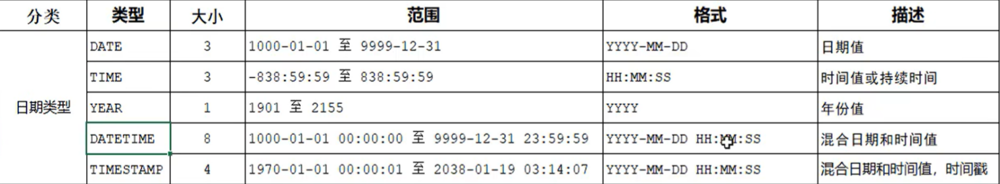 分类 类型 大小 范围 格式 描述
DATE 3 1000-01-01 至 9999-12-31 YYYY-MM-DD 日期值
TIME 3 -838:59:59 至 838:59:59 HH:MM:SS 时间值或持续时间
日期类型 YEAR 1 1901 至 2155 YYYY 年份值
DATETIME 8 1000-01-01 00:00:00 至 9999-12-31 23:59:59 YYYY-MM-DD HH:MM:SS 混合日期和时间值
TIMESTAMP 4 1970-01-01 00:00:01 至 2038-01-19 03:14:07 YYYY-MM-DD HH:MM:SS 混合日期和时间值，时间戳